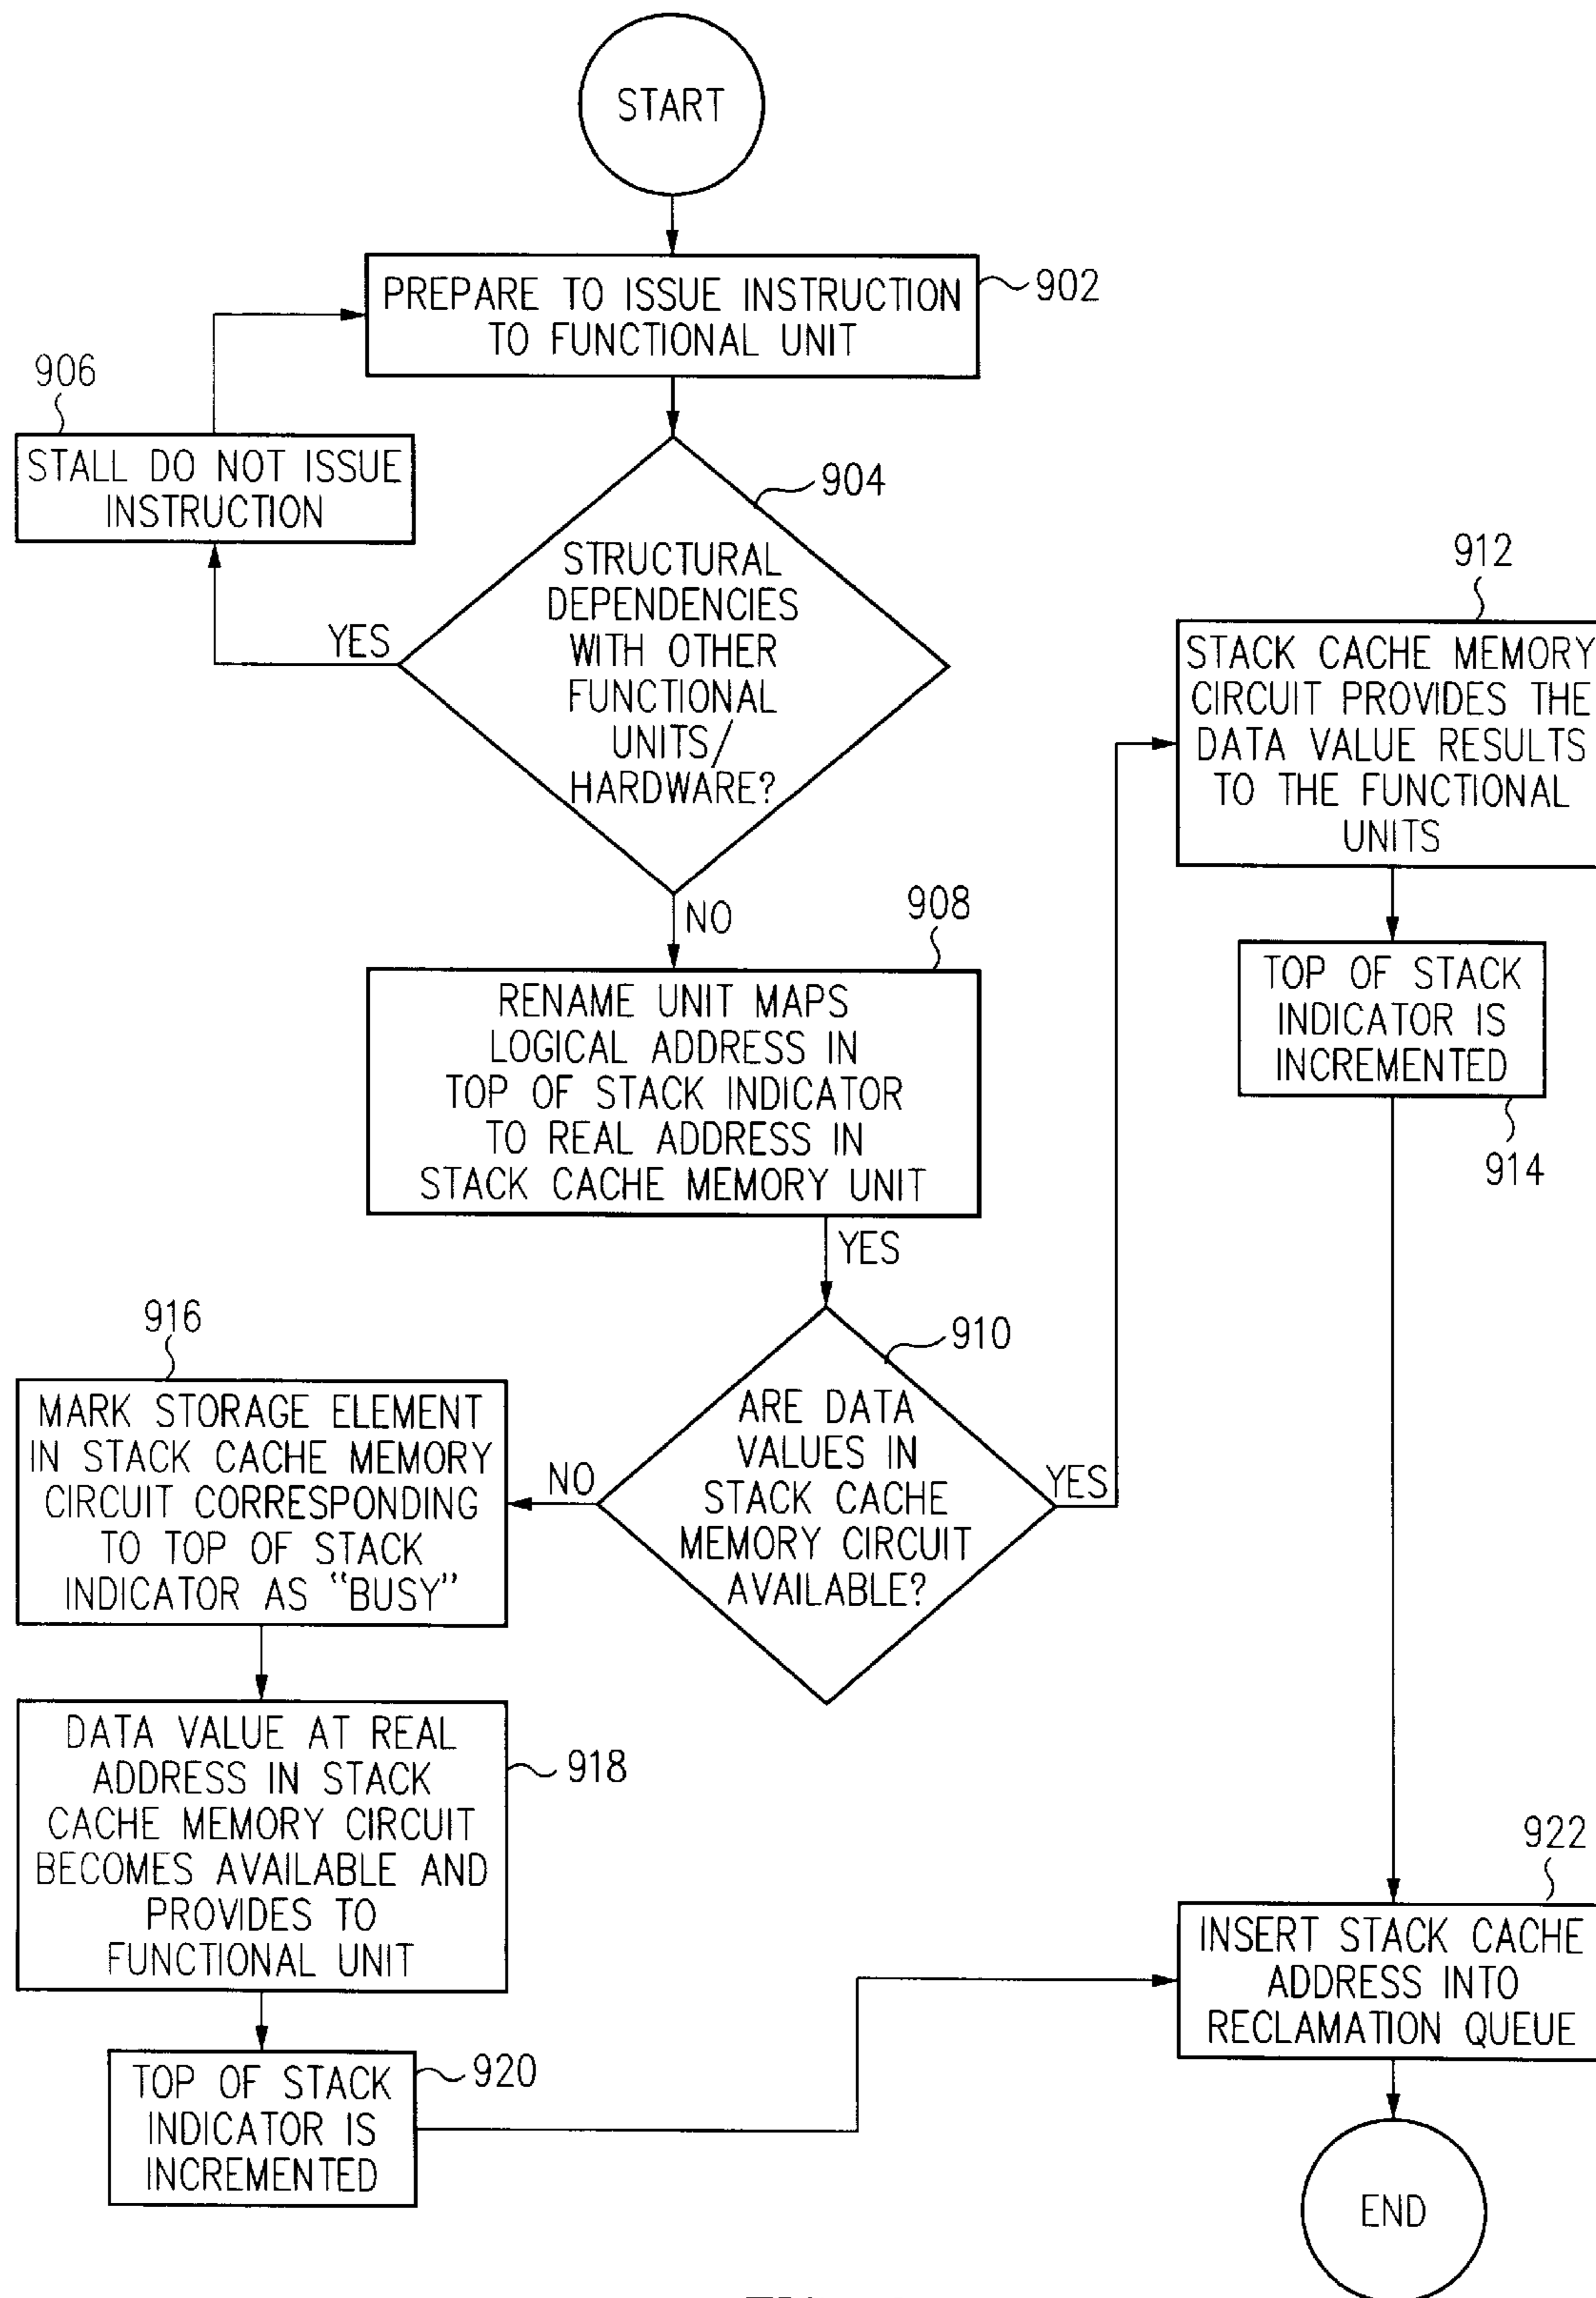 START
PREPARE TO ISSUE INSTRUCTION
TO FUNCTIONAL UNIT
902
906
STALL DO NOT ISSUE
INSTRUCTION
904
STRUCTURAL
DEPENDENCIES
WITH OTHER
FUNCTIONAL
UNITS/
HARDWARE?
YES
NO
908
RENAME UNIT MAPS
LOGICAL ADDRESS IN
TOP OF STACK INDICATOR
TO REAL ADDRESS IN
STACK CACHE MEMORY UNIT
YES
910
ARE DATA
VALUES IN
STACK CACHE
MEMORY CIRCUIT
AVAILABLE?
NO
YES
912
STACK CACHE MEMORY
CIRCUIT PROVIDES THE
DATA VALUE RESULTS
TO THE FUNCTIONAL
UNITS
TOP OF STACK
INDICATOR IS
INCREMENTED
914
916
MARK STORAGE ELEMENT
IN STACK CACHE MEMORY
CIRCUIT CORRESPONDING
TO TOP OF STACK
INDICATOR AS "BUSY"
DATA VALUE AT REAL
ADDRESS IN STACK
CACHE MEMORY CIRCUIT
BECOMES AVAILABLE AND
PROVIDES TO
FUNCTIONAL UNIT
918
TOP OF STACK
INDICATOR IS
INCREMENTED
920
922
INSERT STACK CACHE
ADDRESS INTO
RECLAMATION QUEUE
END